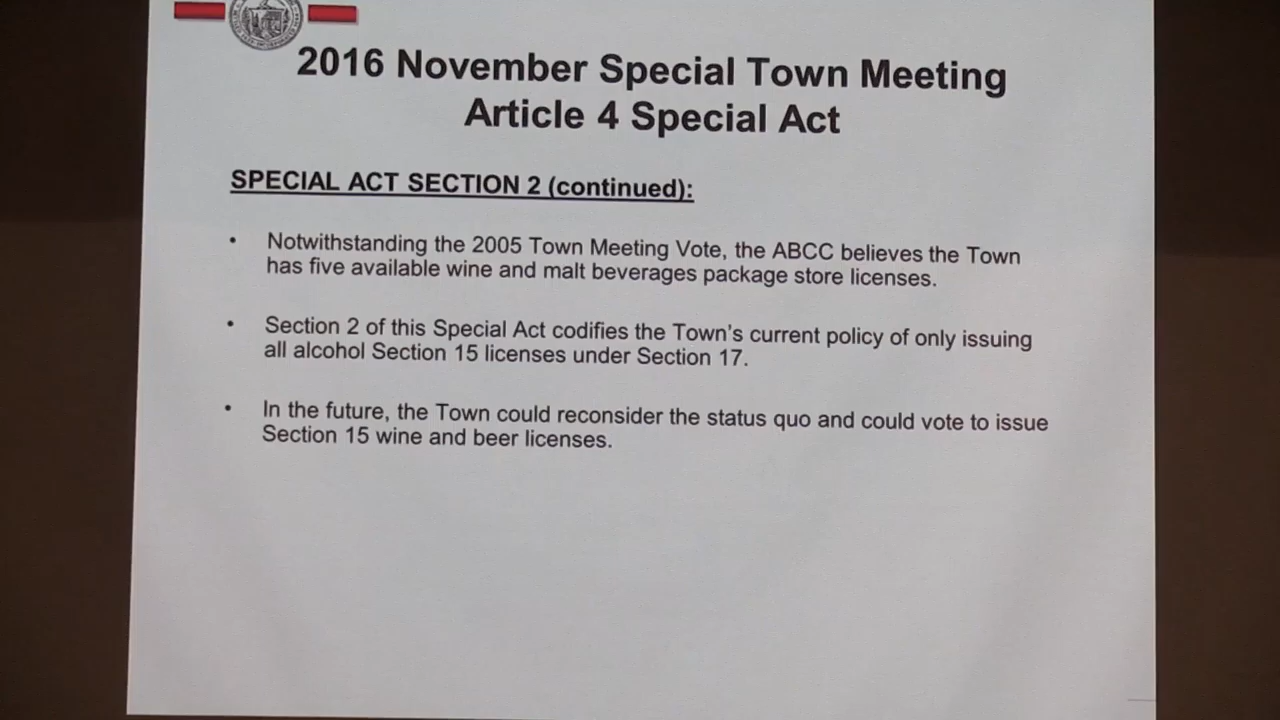 2016 November Special Town Meeting
Article 4 Special Act
SPECIAL ACT SECTION 2 (continued):
• Notwithstanding the 2005 Town Meeting Vote, the ABCC believes the Town
has five available wine and malt beverages package store licenses.
• Section 2 of this Special Act codifies the Town's current policy of only issuing
all alcohol Section 15 licenses under Section 17.
• In the future, the Town could reconsider the status quo and could vote to issue
Section 15 wine and beer licenses.